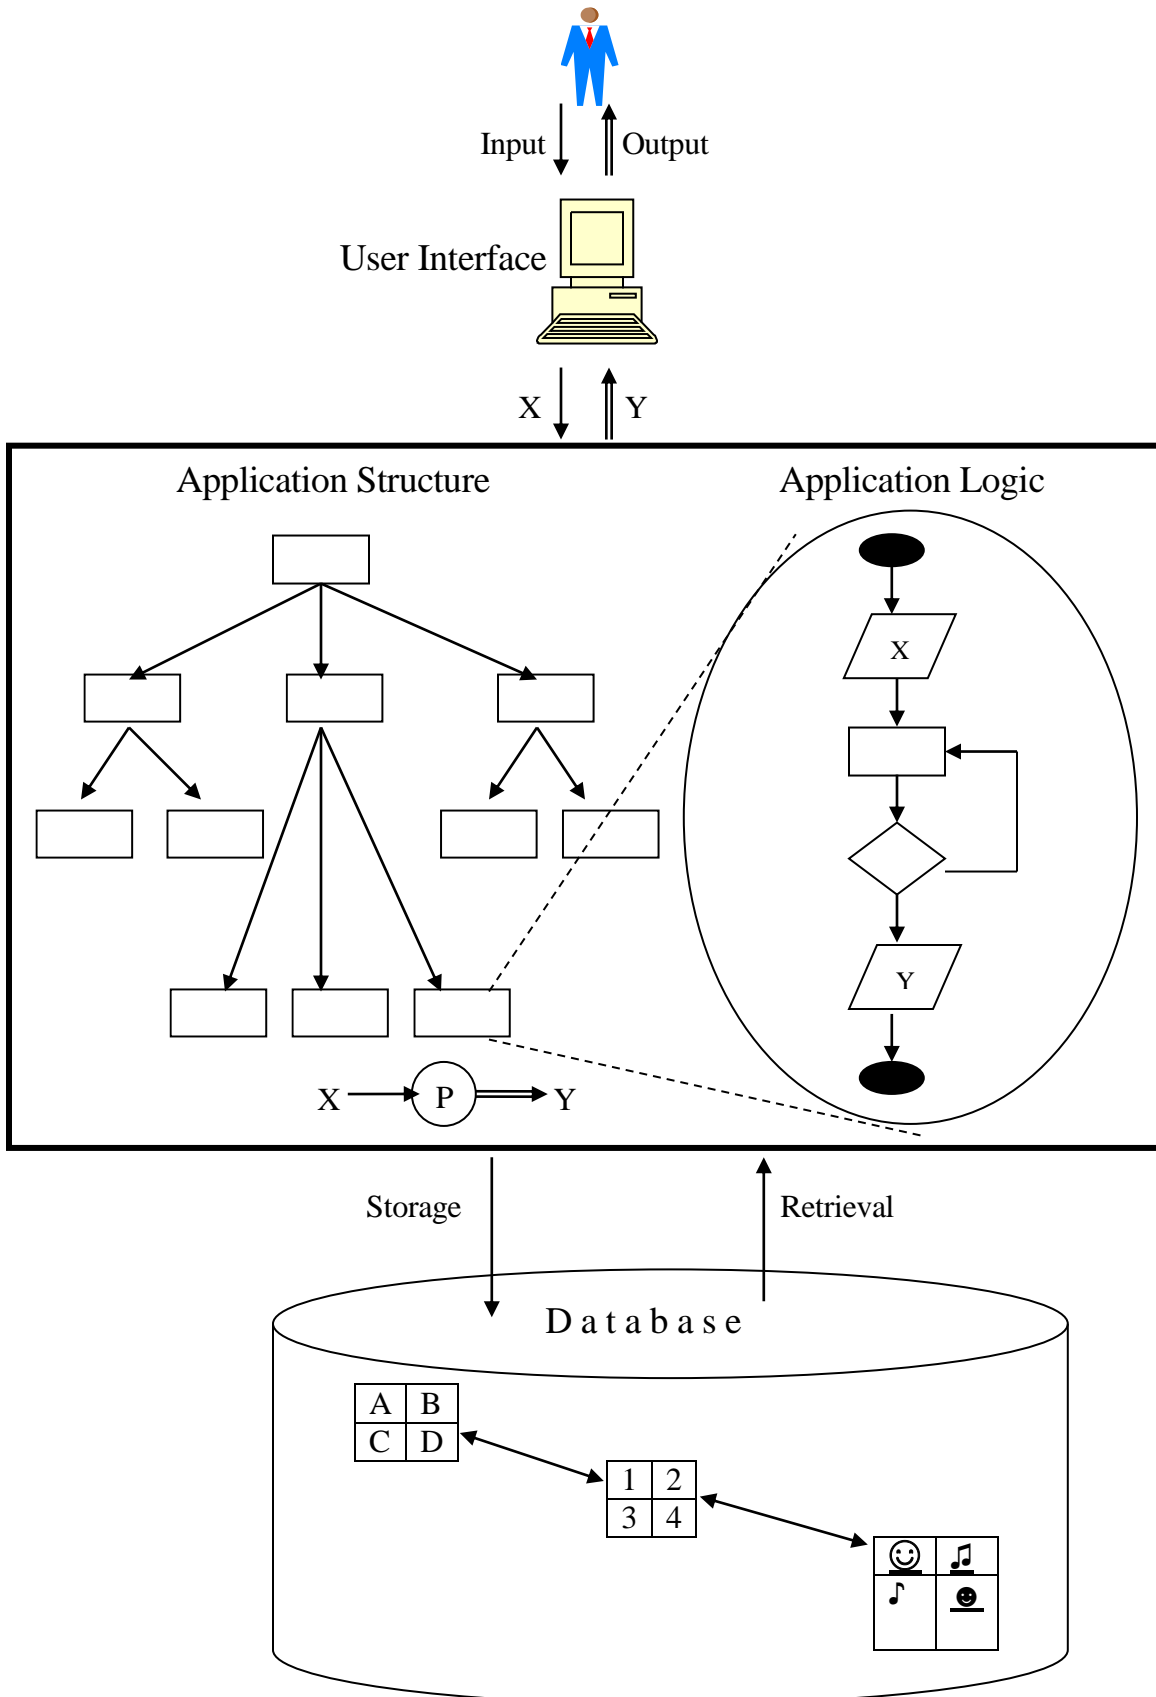 Input
Output
User Interface
X
Y
Application Structure
Application Logic
X
Y
X
P
Y
Storage
Retrieval
Database
A B
C D
1 2
3 4